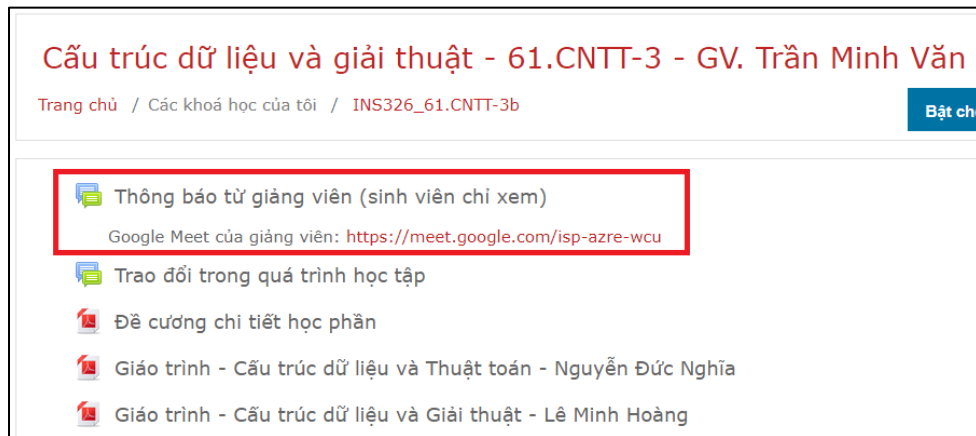 Cấu trúc dữ liệu và giải thuật - 61.CNTT-3 - GV. Trần Minh Văn
Trang chủ / Các khoá học của tôi / INS326_61.CNTT-3b
Bật ch
Thông báo từ giảng viên (sinh viên chỉ xem)
Google Meet của giảng viên: https://meet.google.com/isp-azre-wcu
Trao đổi trong quá trình học tập
Đề cương chi tiết học phần
Giáo trình - Cấu trúc dữ liệu và Thuật toán - Nguyễn Đức Nghĩa
Giáo trình - Cấu trúc dữ liệu và Giải thuật - Lê Minh Hoàng